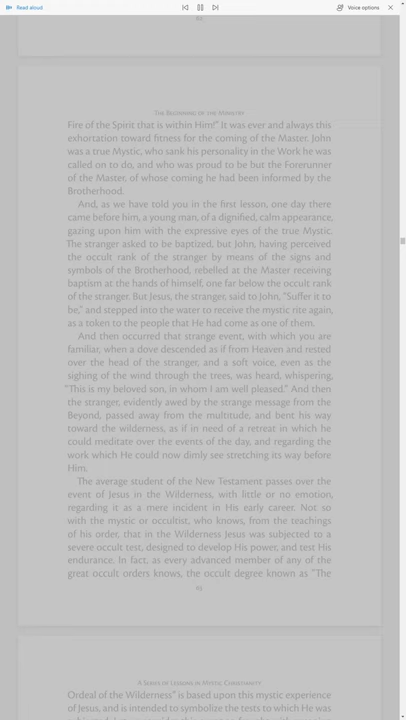 Read aloud
Voice options
The Beginning of the Ministry
Fire of the Spirit that is within Him!" It was ever and always this
exhortation toward fitness for the coming of the Master. John
was a true Mystic, who sank his personality in the Work he was
called on to do, and who was proud to be but the Forerunner
of the Master, of whose coming he had been informed by the
Brotherhood.
And, as we have told you in the first lesson, one day there
came before him, a young man, of a dignified, calm appearance,
gazing upon him with the expressive eyes of the true Mystic.
The stranger asked to be baptized, but John, having perceived
the occult rank of the stranger by means of the signs and
symbols of the Brotherhood, rebelled at the Master receiving
baptism at the hands of himself, one far below the occult rank
of the stranger. But Jesus, the stranger, said to John, "Suffer it to
be," and stepped into the water to receive the mystic rite again,
as a token to the people that He had come as one of them.
And then occurred that strange event, with which you are
familiar, when a dove descended as if from Heaven and rested
over the head of the stranger, and a soft voice, even as the
sighing of the wind through the trees, was heard, whispering,
"This is my beloved son, in whom I am well pleased." And then
the stranger, evidently awed by the strange message from the
Beyond, passed away from the multitude, and bent his way
toward the wilderness, as if in need of a retreat in which he
could meditate over the events of the day, and regarding the
work which He could now dimly see stretching its way before
Him.
The average student of the New Testament passes over the
event of Jesus in the Wilderness, with little or no emotion,
regarding it as a mere incident in His early career. Not so
with the mystic or occultist, who knows, from the teachings
of his order, that in the Wilderness Jesus was subjected to a
severe occult test, designed to develop His power, and test His
endurance. In fact, as every advanced member of any of the
great occult orders knows, the occult degree known as "The
A Series of Lessons in Mystic Christianity
Ordeal of the Wilderness" is based upon this mystic experience
of Jesus, and is intended to symbolize the tests to which He was